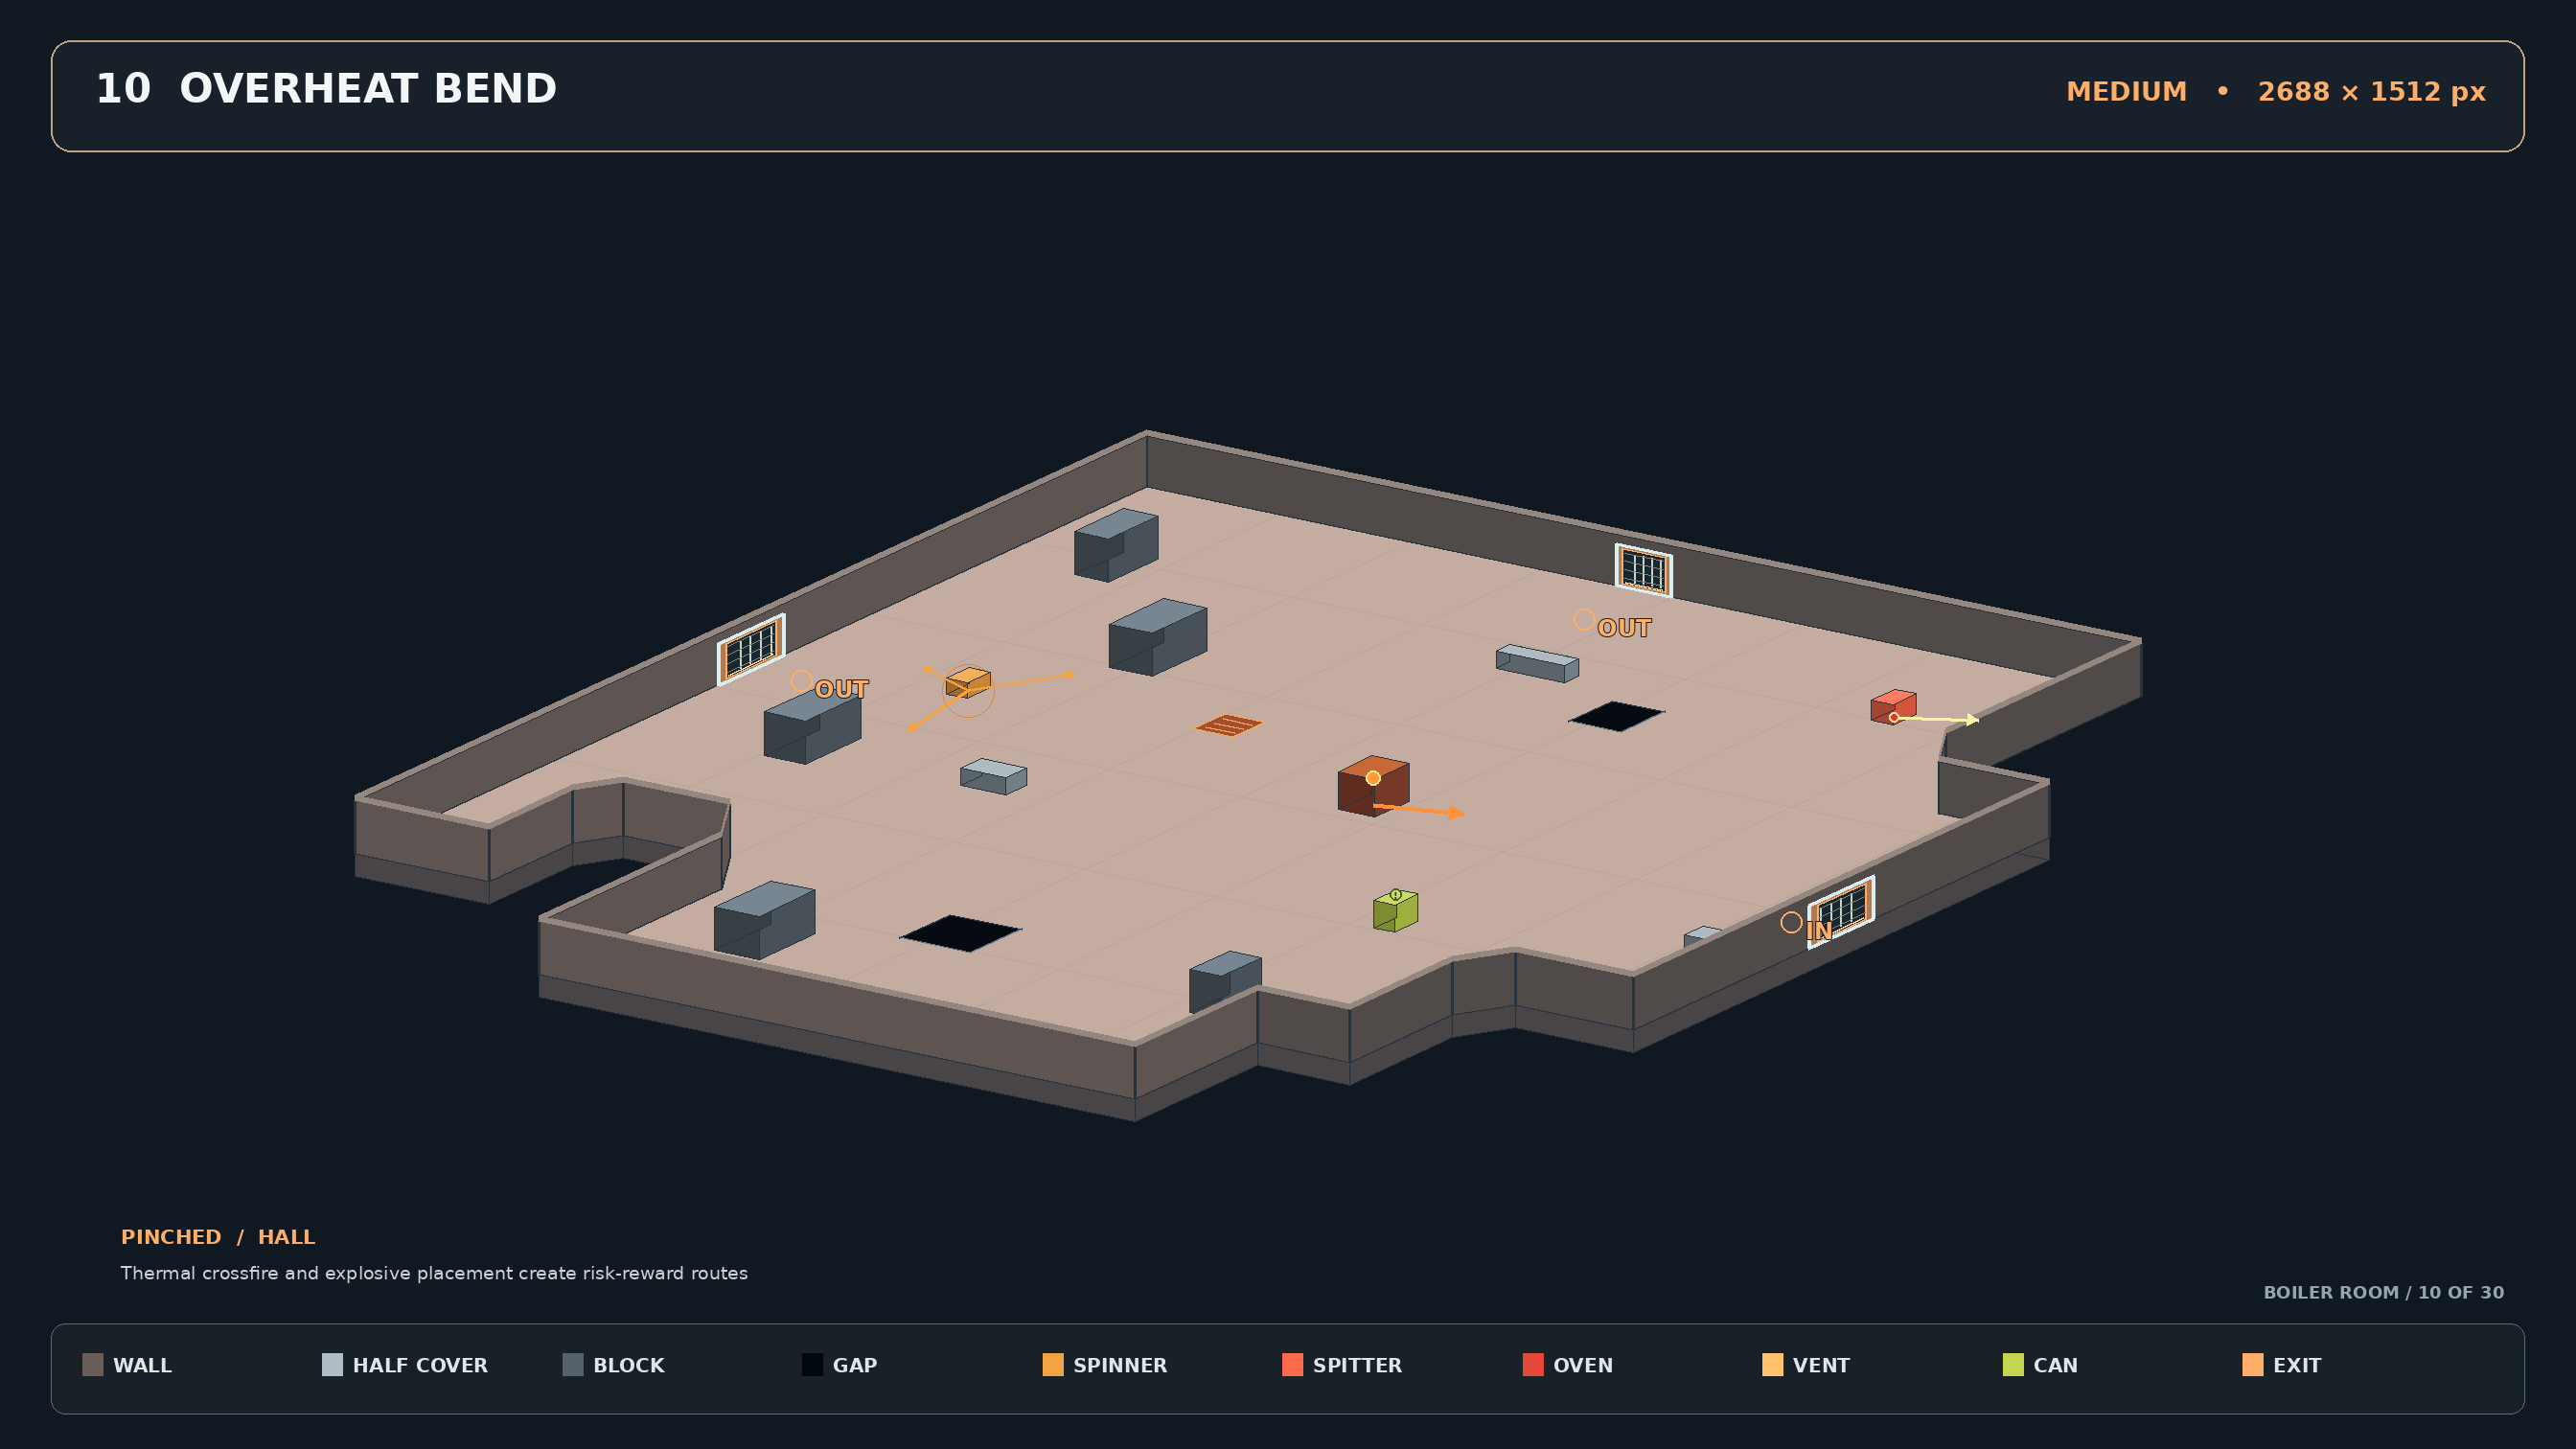 10 OVERHEAT BEND
MEDIUM • 2688 × 1512 px
OUT
OUT
IN
PINCHED / HALL
Thermal crossfire and explosive placement create risk-reward routes
BOILER ROOM / 10 OF 30
WALL
HALF COVER
BLOCK
GAP
SPINNER
SPITTER
OVEN
VENT
CAN
EXIT